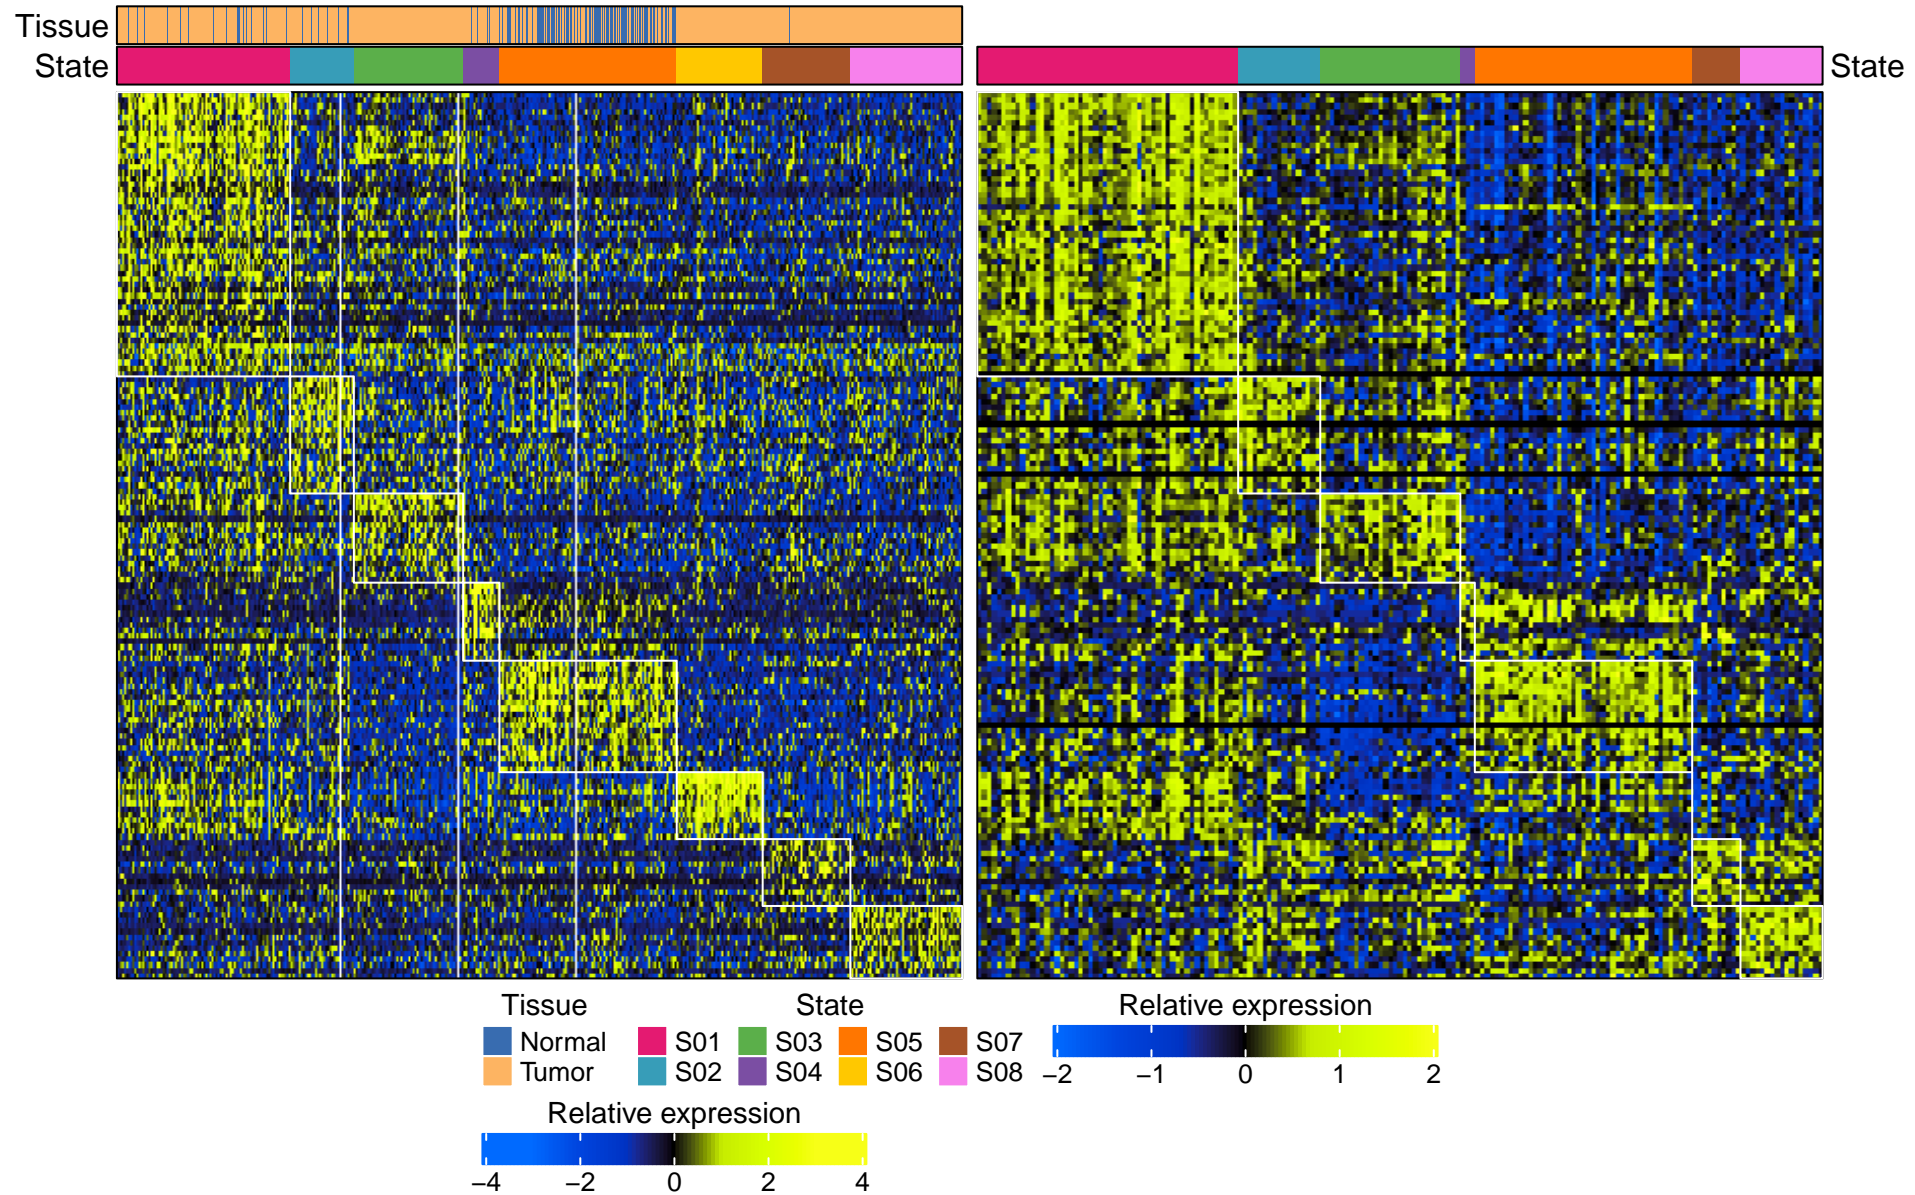 Tissue
State
State
Tissue
Normal
Tumor
State
S01 S03 S05 S07
S02 S04 S06 S08
Relative expression
−2 −1 0 1 2
Relative expression
−4 −2 0 2 4